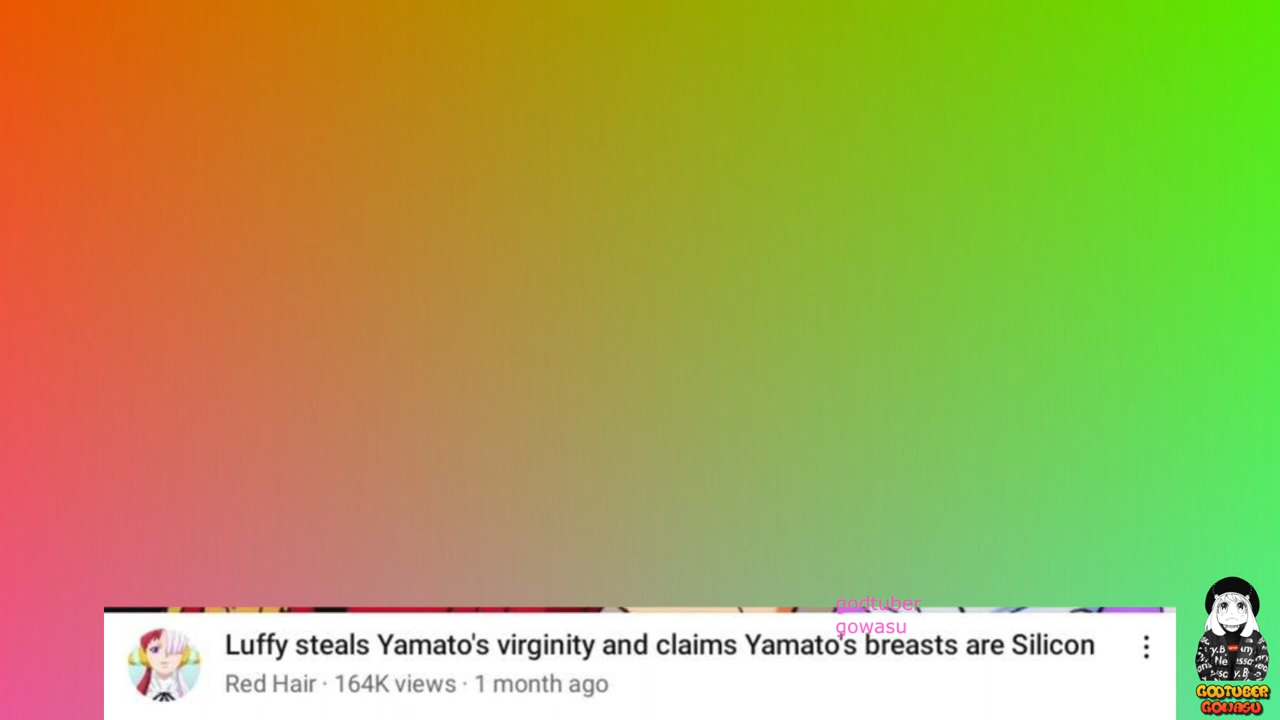 godtuber
gowasu
Luffy steals Yamato's virginity and claims Yamato's breasts are Silicon
Red Hair · 164K views · 1 month ago
GODTUBER
GOWASU